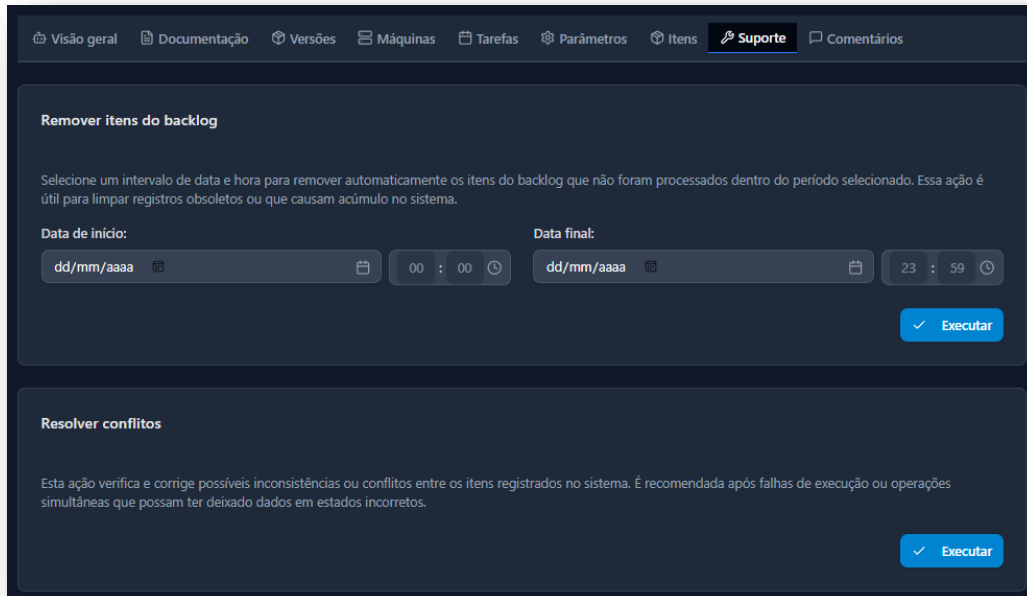 Visão geral Documentação Versões Máquinas Tarefas Parâmetros Itens Suporte Comentários
Remover itens do backlog
Selecione um intervalo de data e hora para remover automaticamente os itens do backlog que não foram processados dentro do período selecionado. Essa ação é
útil para limpar registros obsoletos ou que causam acúmulo no sistema.
Data de início: Data final:
dd/mm/aaaa 00 : 00 dd/mm/aaaa 23 : 59
Executar
Resolver conflitos
Esta ação verifica e corrige possíveis inconsistências ou conflitos entre os itens registrados no sistema. É recomendada após falhas de execução ou operações
simultâneas que possam ter deixado dados em estados incorretos.
Executar